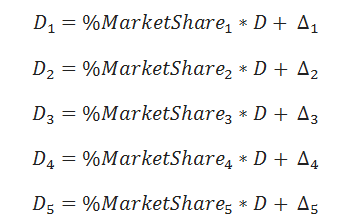 D₁ = %MarketShare₁ * D + Δ₁
D₂ = %MarketShare₂ * D + Δ₂
D₃ = %MarketShare₃ * D + Δ₃
D₄ = %MarketShare₄ * D + Δ₄
D₅ = %MarketShare₅ * D + Δ₅